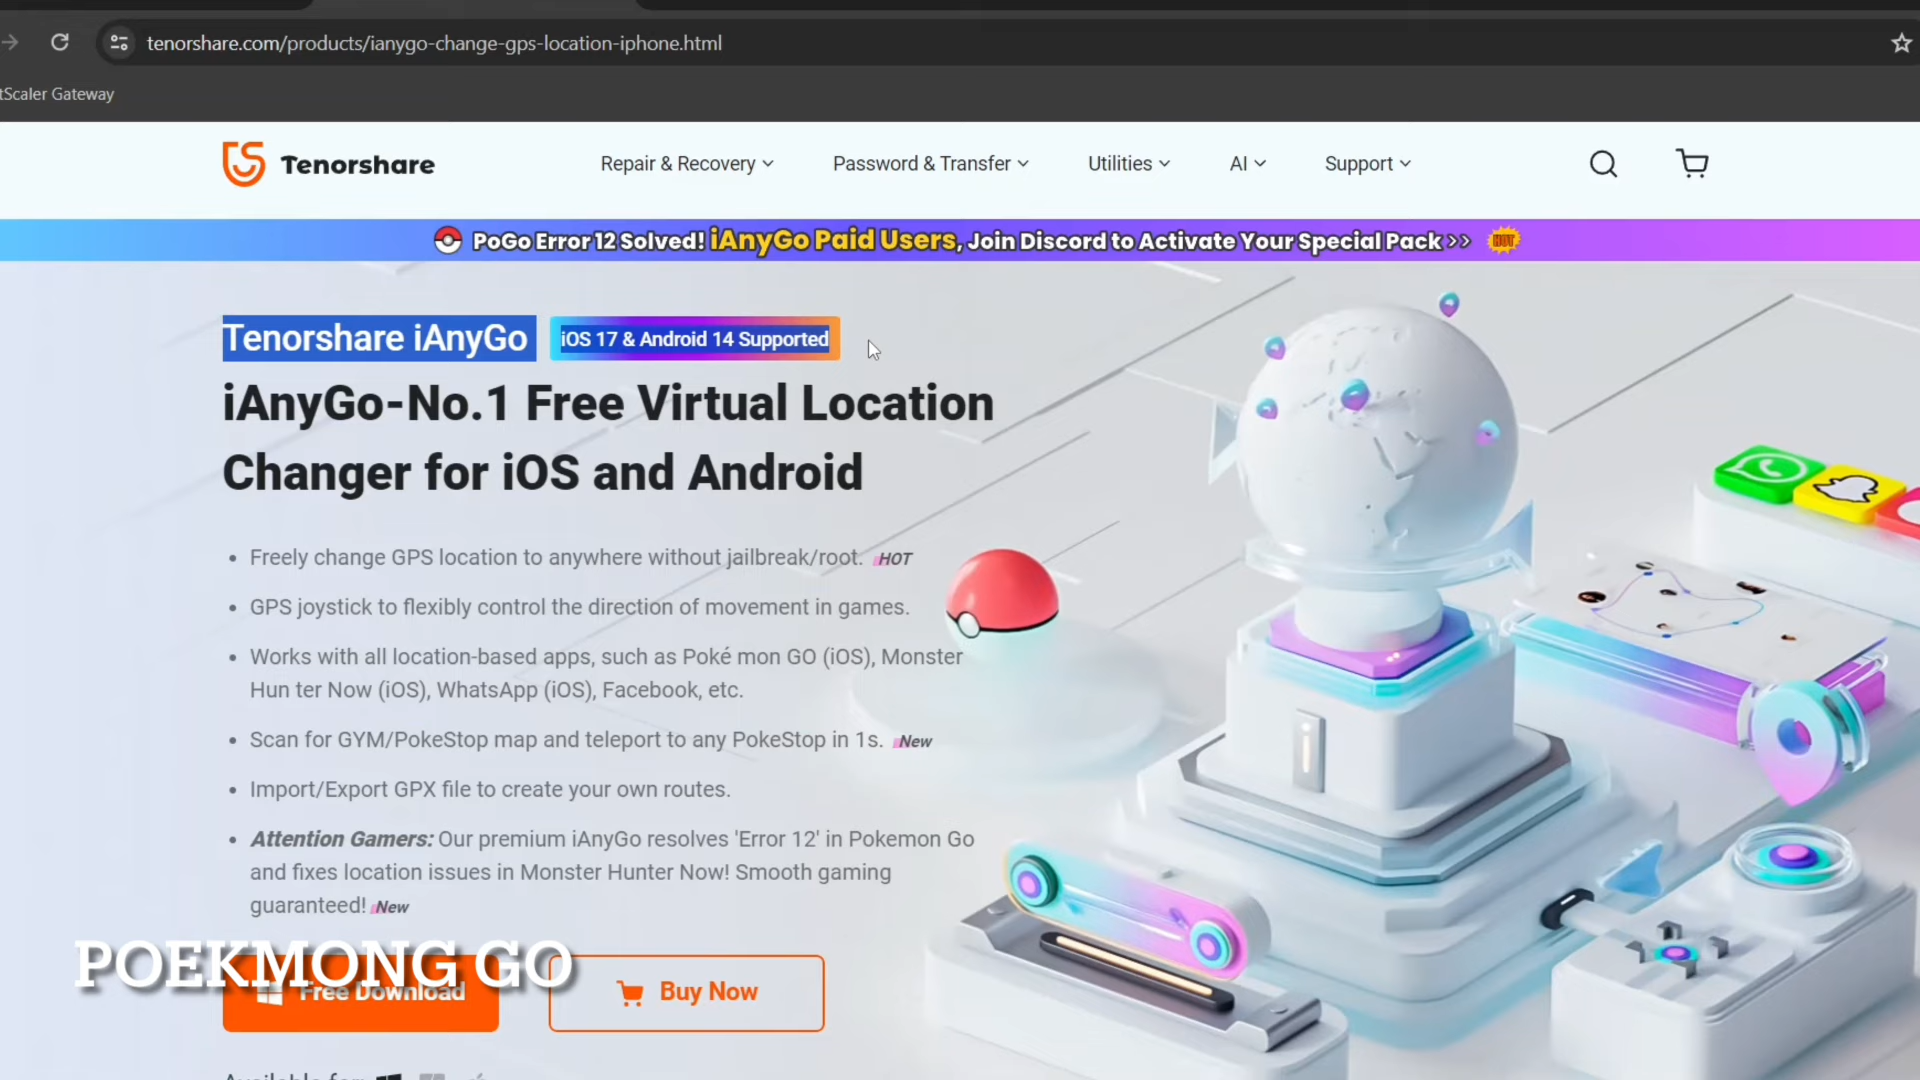 tenorshare.com/products/ianygo-change-gps-location-iphone.html
tScaler Gateway
Tenorshare
Repair & Recovery
Password & Transfer
Utilities
AI
Support
PoGo Error 12 Solved! iAnyGo Paid Users, Join Discord to Activate Your Special Pack >> HOT
Tenorshare iAnyGo
iOS 17 & Android 14 Supported
iAnyGo-No.1 Free Virtual Location
Changer for iOS and Android
Freely change GPS location to anywhere without jailbreak/root. HOT
GPS joystick to flexibly control the direction of movement in games.
Works with all location-based apps, such as Poké mon GO (iOS), Monster
Hun ter Now (iOS), WhatsApp (iOS), Facebook, etc.
Scan for GYM/PokeStop map and teleport to any PokeStop in 1s. New
Import/Export GPX file to create your own routes.
Attention Gamers: Our premium iAnyGo resolves 'Error 12' in Pokemon Go
and fixes location issues in Monster Hunter Now! Smooth gaming
guaranteed! New
POEKMONG GO
Free Download
Buy Now
Available for: